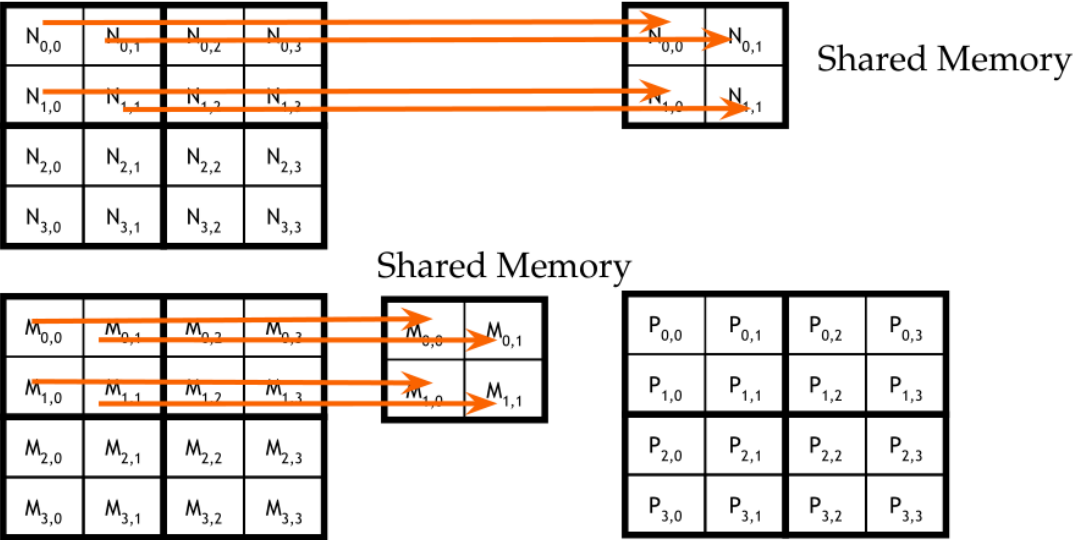 N0,0 N0,1 N0,2 N0,3 N0,0 N0,1
Shared Memory
N1,0 N1,1 N1,2 N1,3 N1,0 N1,1
N2,0 N2,1 N2,2 N2,3
N3,0 N3,1 N3,2 N3,3
Shared Memory
M0,0 M0,1 M0,2 M0,3 M0,0 M0,1 P0,0 P0,1 P0,2 P0,3
M1,0 M1,1 M1,2 M1,3 M1,0 M1,1 P1,0 P1,1 P1,2 P1,3
M2,0 M2,1 M2,2 M2,3 P2,0 P2,1 P2,2 P2,3
M3,0 M3,1 M3,2 M3,3 P3,0 P3,1 P3,2 P3,3